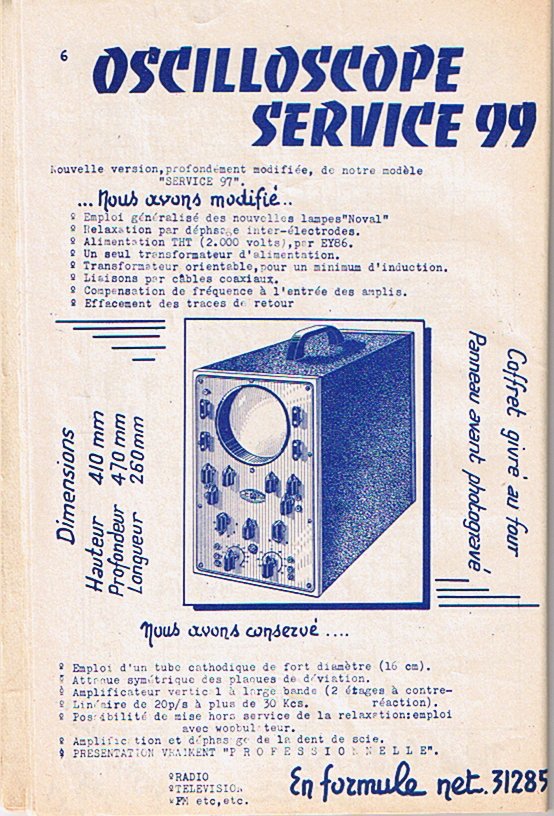 6
OSCILLOSCOPE
SERVICE 99
Nouvelle version, profondément modifiée, de notre modèle
"SERVICE 97".
... Nous avons modifié..
Emploi généralisé des nouvelles lampes"Noval"
Relaxation par déphasage inter-électrodes.
Alimentation THT (2.000 volts),par EY86.
Un seul transformateur d'alimentation.
Transformateur orientable,pour un minimum d'induction.
Liaisons par câbles coaxiaux.
Compensation de fréquence à l'entrée des amplis.
Effacement des traces de retour
Dimensions
Hauteur 410 mm
Profondeur 470 mm
Longueur 260mm
Coffret givré au four
Panneau avant photogravé
Nous avons conservé ....
Emploi d'un tube cathodique de fort diamètre (16 cm).
Attaque symétrique des plaques de déviation.
Amplificateur vertical à large bande (2 étages à contre-
réaction).
Linéaire de 20p/s à plus de 30 Kcs.
Possibilité de mise hors service de la relaxation:emploi
avec woobulateur.
Amplification et déphasage de la dent de scie.
PRESENTATION VRAIMENT "P R O F E S S I O N N E L L E".
RADIO
TELEVISION
FM etc,etc.
En formule net. 31285